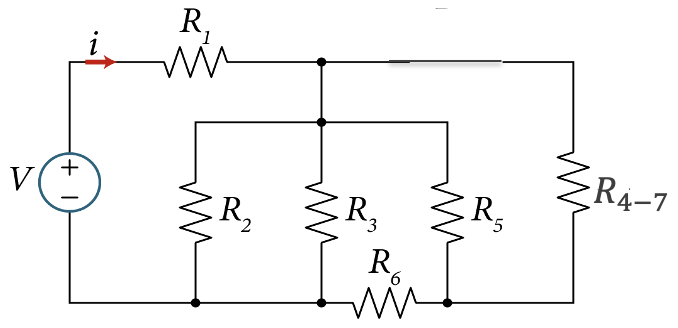 R₁
i
V
+
−
R₂
R₃
R₅
R₄₋₇
R₆